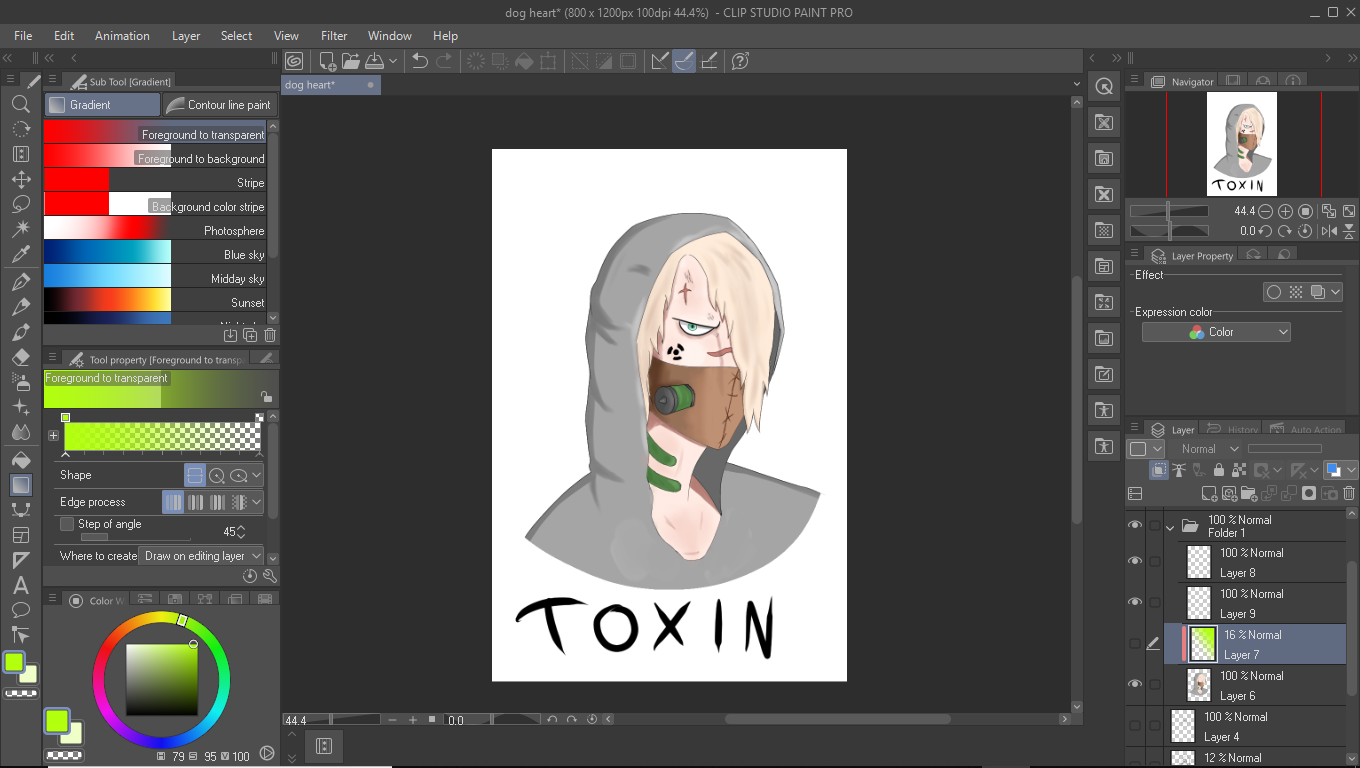 dog heart* (800 x 1200px 100dpi 44.4%) - CLIP STUDIO PAINT PRO
File Edit Animation Layer Select View Filter Window Help
Sub Tool [Gradient]
Gradient
Contour line paint
Foreground to transparent
Foreground to background
Stripe
Background color stripe
Photosphere
Blue sky
Midday sky
Sunset
Tool property [Foreground to transp
Foreground to transparent
Shape
Edge process
Step of angle
45
Where to create Draw on editing layer
Color W
79 95 100
dog heart*
TOXIN
44.4
0.0
Navigator
TOXIN
44.4
0.0
Layer Property
Effect
Expression color
Color
Layer
History
Auto Action
Normal
100 % Normal
Folder 1
100 % Normal
Layer 8
100 % Normal
Layer 9
16 % Normal
Layer 7
100 % Normal
Layer 6
100 % Normal
Layer 4
12 % Normal